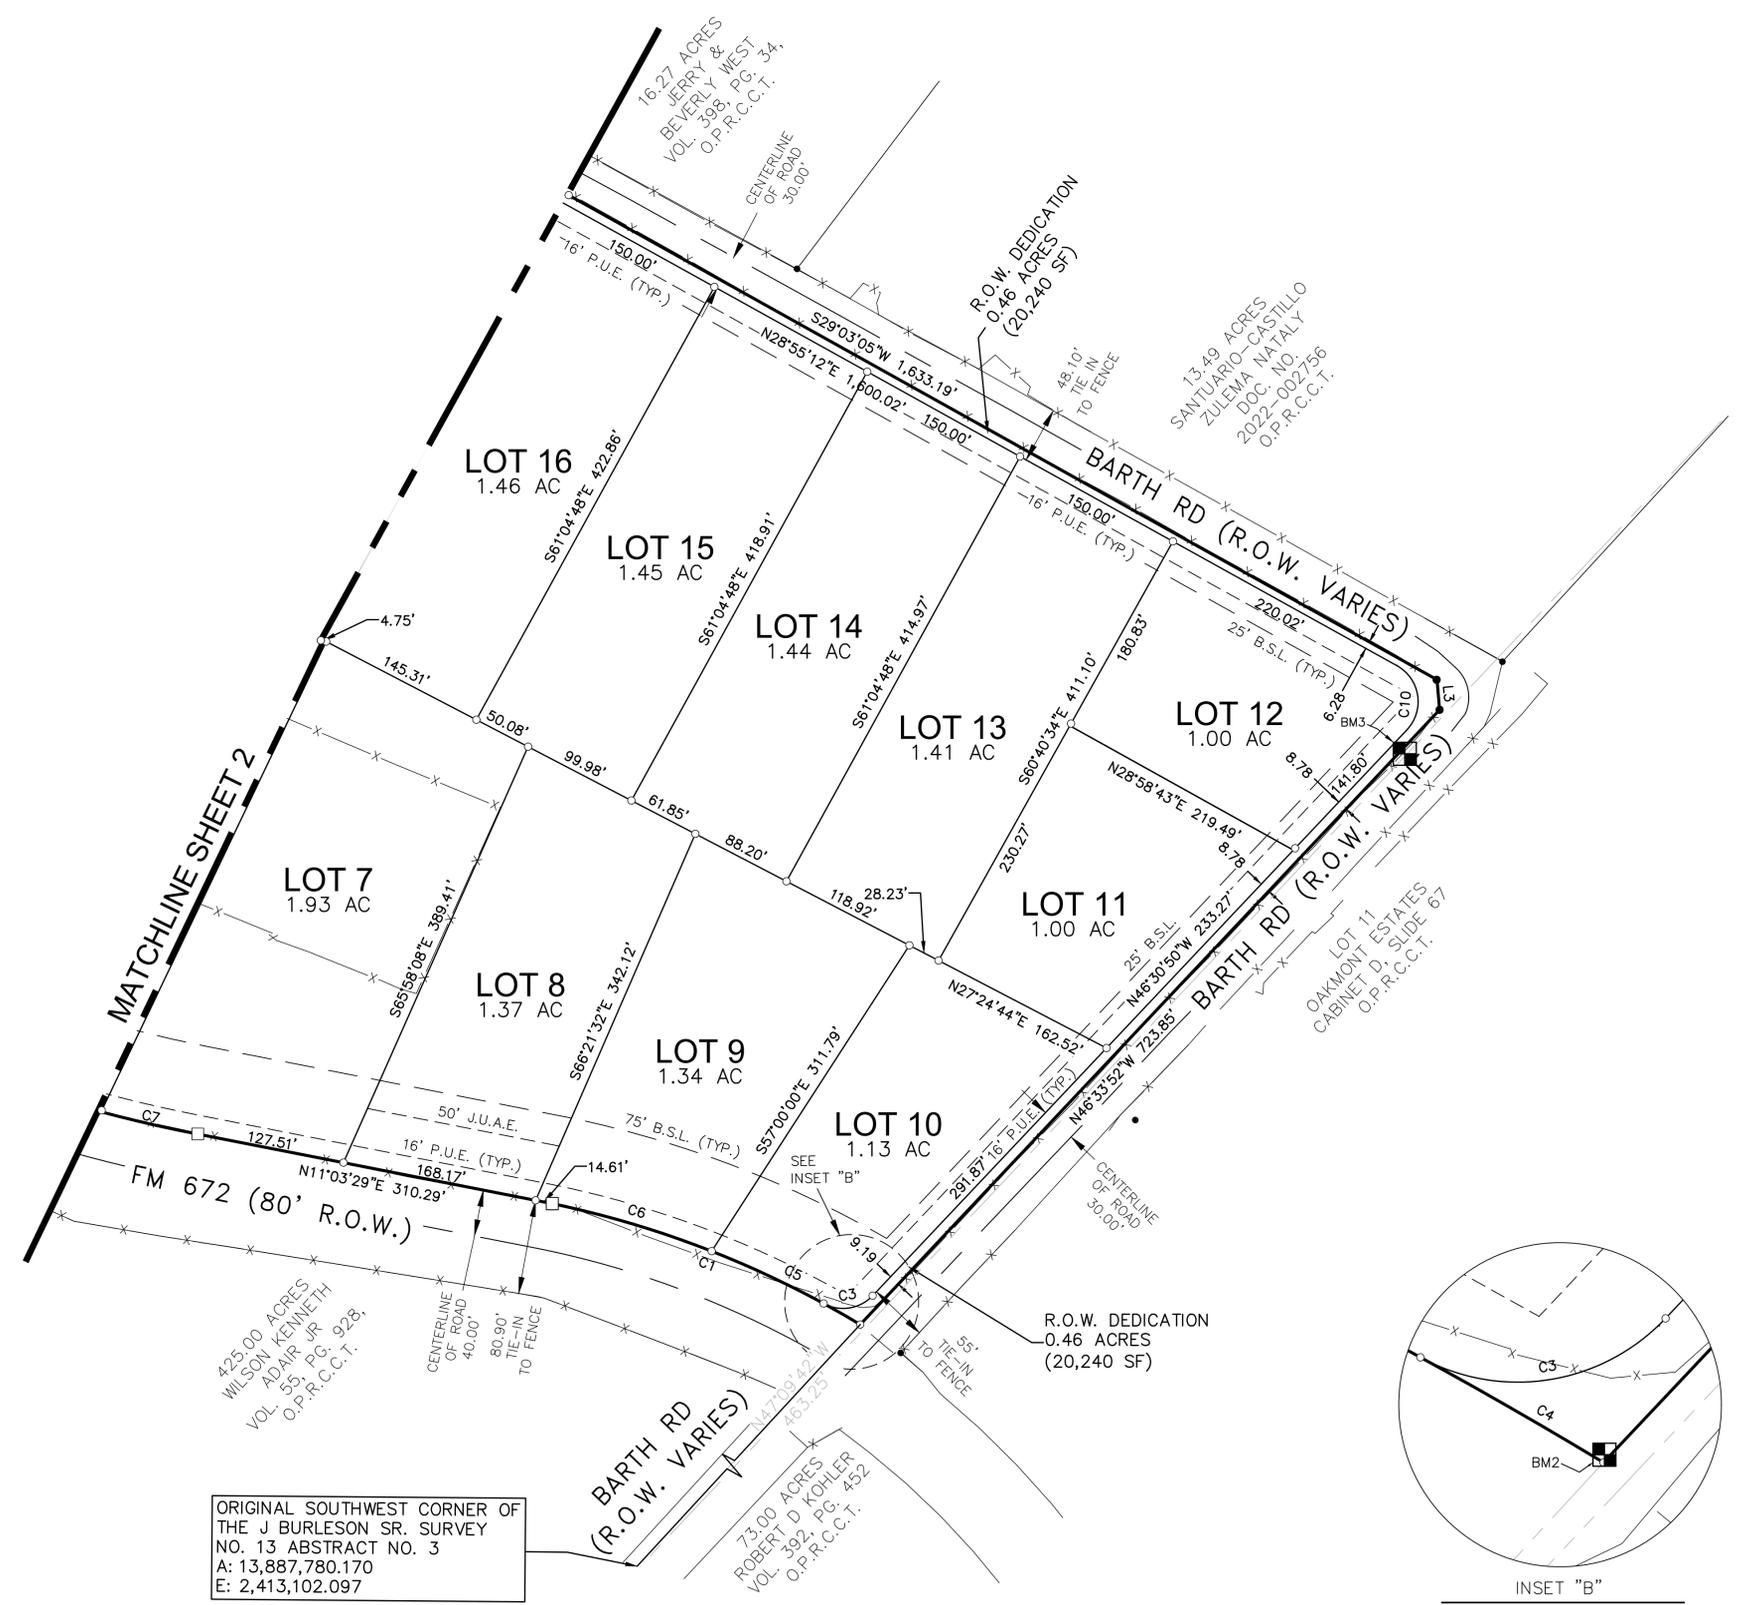 16.27 ACRES
JERRY &
BEVERLY WEST
VOL. 398, PG. 34,
O.P.R.C.C.T.
CENTERLINE
OF ROAD
30.00'
R.O.W. DEDICATION
0.46 ACRES
(20,240 SF)
48.10'
TIE IN
TO FENCE
13.49 ACRES
SANTUARIO-CASTILLO
ZULEMA NATALY
DOC. NO.
2022-002756
O.P.R.C.C.T.
150.00'
16' P.U.E. (TYP.)
S29°03'05"W 1,633.19'
N28°55'12"E 1,600.02'
150.00'
BARTH RD (R.O.W. VARIES)
150.00'
16' P.U.E. (TYP.)
220.02'
25' B.S.L. (TYP.)
6.28
L3
C10
BM3
LOT 16
1.46 AC
S61°04'48"E 422.86'
LOT 15
1.45 AC
S61°04'48"E 418.91'
LOT 14
1.44 AC
S61°04'48"E 414.97'
LOT 13
1.41 AC
180.83'
S60°40'34"E 411.10'
230.27'
LOT 12
1.00 AC
8.78
141.80'
N28°58'43"E 219.49'
8.78
LOT 11
1.00 AC
25' B.S.L.
N46°30'50"W 233.27'
BARTH RD (R.O.W. VARIES)
LOT 11
OAKMONT ESTATES
CABINET D, SLIDE 67
O.P.R.C.C.T.
4.75'
145.31'
50.08'
99.98'
61.85'
88.20'
118.92'
28.23'
N27°24'44"E 162.52'
N46°33'52"W 723.85'
MATCHLINE SHEET 2
LOT 7
1.93 AC
S65°58'08"E 389.41'
LOT 8
1.37 AC
S66°21'32"E 342.12'
LOT 9
1.34 AC
S57°00'00"E 311.79'
LOT 10
1.13 AC
291.87'
16' P.U.E. (TYP.)
50' J.U.A.E.
75' B.S.L. (TYP.)
16' P.U.E. (TYP.)
SEE
INSET "B"
CENTERLINE
OF ROAD
30.00'
C7
127.51'
N11°03'29"E 310.29'
168.17'
14.61'
C6
C1
C5
C3
9.19
FM 672 (80' R.O.W.)
CENTERLINE
OF ROAD
40.00'
80.90'
TIE-IN
TO FENCE
55'
TIE-IN
TO FENCE
R.O.W. DEDICATION
0.46 ACRES
(20,240 SF)
425.00 ACRES
WILSON KENNETH
ADAIR JR
VOL. 55, PG. 928,
O.P.R.C.C.T.
N47°09'42"W
463.25'
BARTH RD
(R.O.W. VARIES)
73.00 ACRES
ROBERT D KOHLER
VOL. 392, PG. 452
O.P.R.C.C.T.
ORIGINAL SOUTHWEST CORNER OF
THE J BURLESON SR. SURVEY
NO. 13 ABSTRACT NO. 3
A: 13,887,780.170
E: 2,413,102.097
C3
C4
BM2
INSET "B"